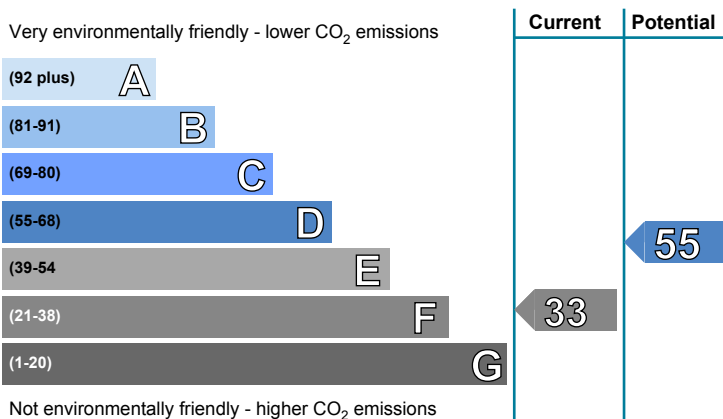 Current Potential
Very environmentally friendly - lower CO2 emissions
(92 plus) A
(81-91) B
(69-80) C
(55-68) D
55
(39-54 E
(21-38) F 33
(1-20) G
Not environmentally friendly - higher CO2 emissions